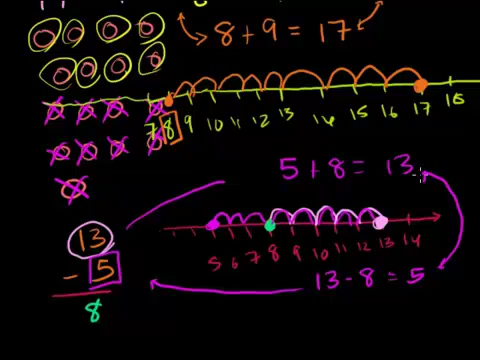 8 + 9 = 17
7 8 9 10 11 12 13 14 15 16 17 18
5 + 8 = 13
13
- 5
8
5 6 7 8 9 10 11 12 13 14
13 - 8 = 5